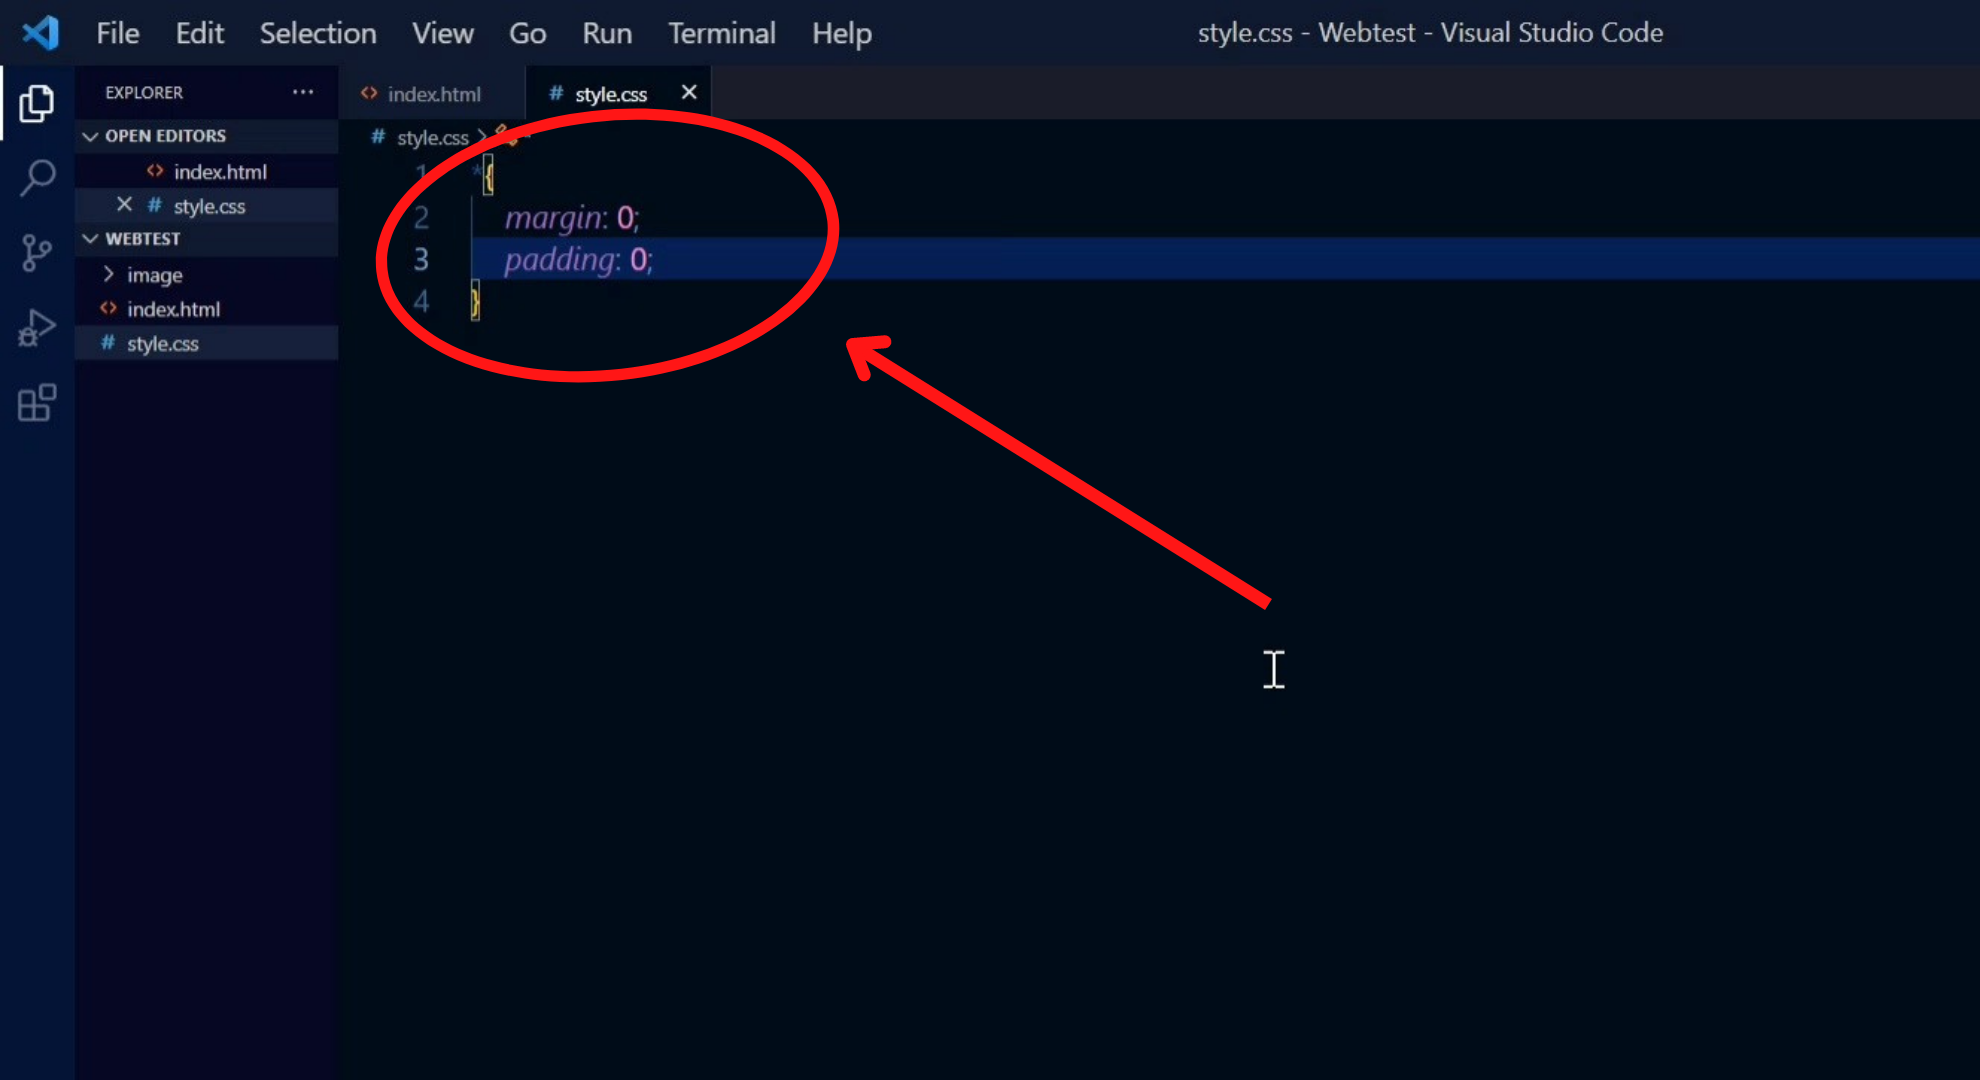 File Edit Selection View Go Run Terminal Help style.css - Webtest - Visual Studio Code
EXPLORER ···
index.html
# style.css
OPEN EDITORS
index.html
# style.css
WEBTEST
image
index.html
# style.css
# style.css
1 *{
2 margin: 0;
3 padding: 0;
4 }